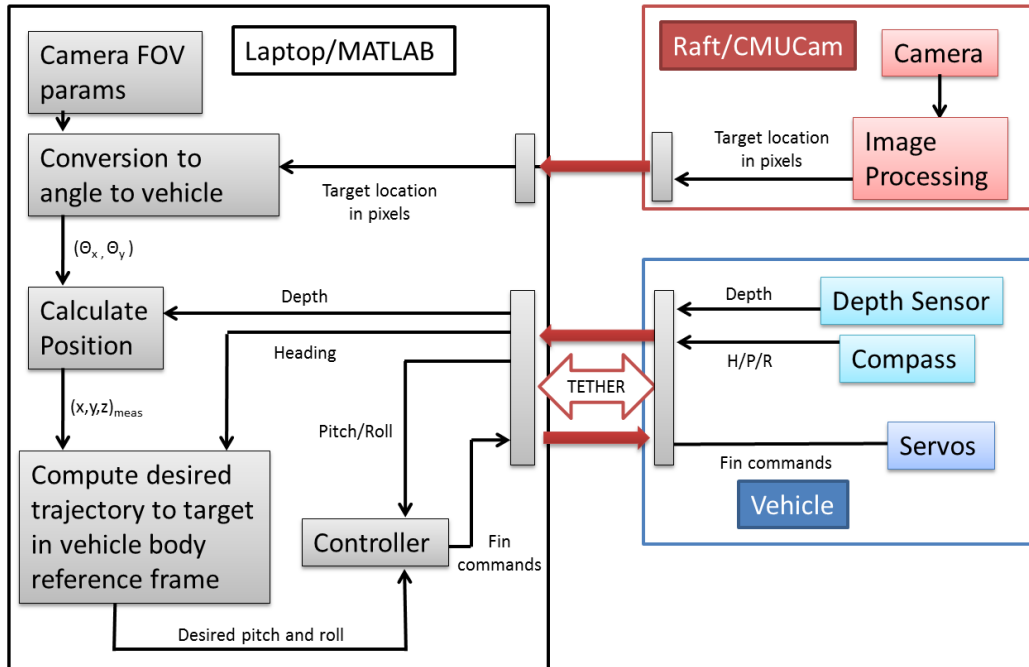 Camera FOV
params
Laptop/MATLAB
Raft/CMUCam
Camera
Conversion to
angle to vehicle
Target location
in pixels
Target location
in pixels
Image
Processing
(Θx , Θy )
Calculate
Position
Depth
Heading
Depth
Depth Sensor
H/P/R
Compass
TETHER
(x,y,z)meas
Pitch/Roll
Fin commands
Servos
Vehicle
Compute desired
trajectory to target
in vehicle body
reference frame
Controller
Fin
commands
Desired pitch and roll